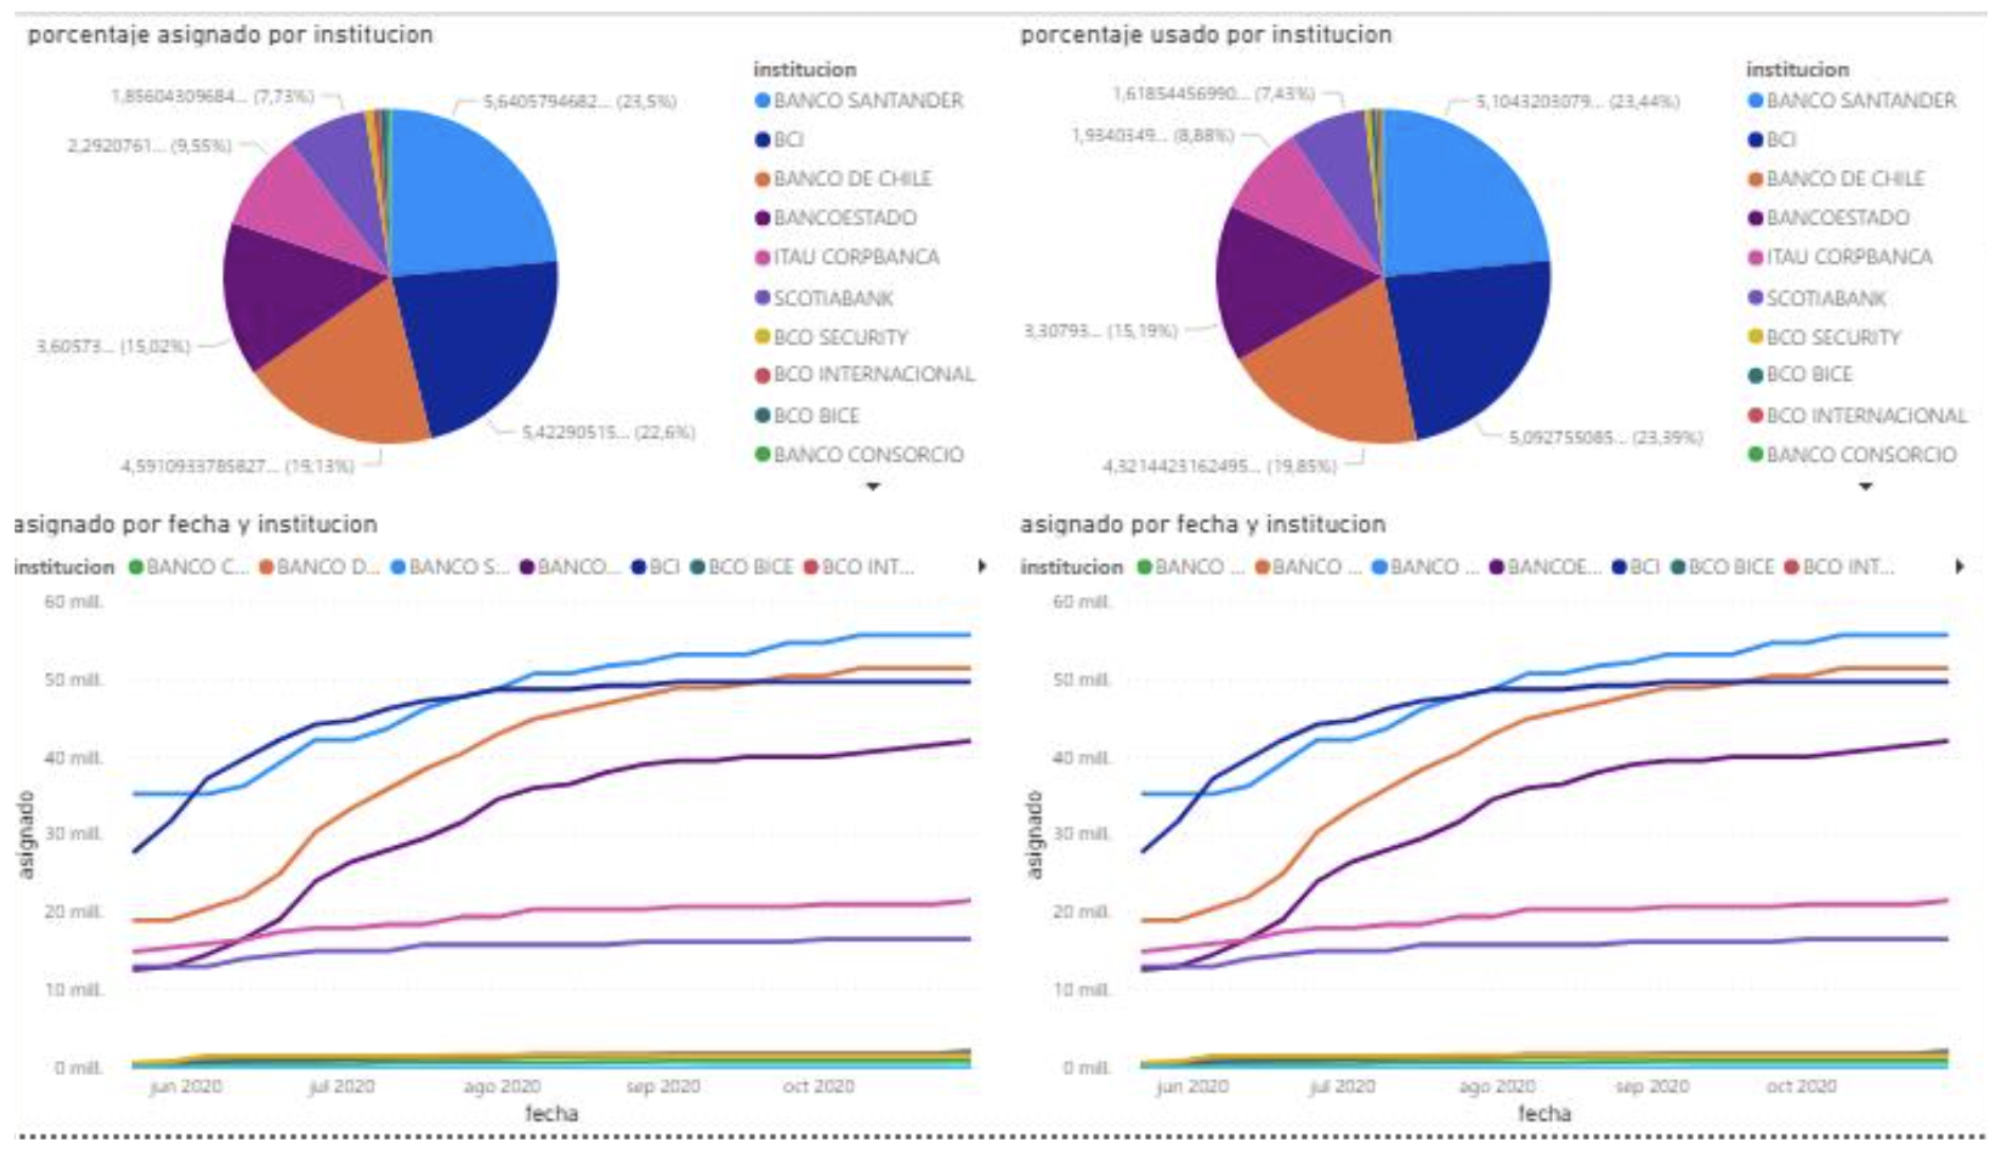 porcentaje asignado por institucion
1,85604309684... (7,73%)
5,6405794682... (23,5%)
2,2920761... (9,55%)
3,60573... (15,02%)
5,42290515... (22,6%)
4,5910933785827... (19,13%)
institucion
BANCO SANTANDER
BCI
BANCO DE CHILE
BANCOESTADO
ITAU CORPBANCA
SCOTIABANK
BCO SECURITY
BCO INTERNACIONAL
BCO BICE
BANCO CONSORCIO
porcentaje usado por institucion
1,61854456990... (7,43%)
5,1043203079... (23,44%)
1,9340349... (8,88%)
3,30793... (15,19%)
5,092755085... (23,39%)
4,3214423162495... (19,85%)
institucion
BANCO SANTANDER
BCI
BANCO DE CHILE
BANCOESTADO
ITAU CORPBANCA
SCOTIABANK
BCO SECURITY
BCO BICE
BCO INTERNACIONAL
BANCO CONSORCIO
asignado por fecha y institucion
institucion BANCO C... BANCO D... BANCO S... BANCO... BCI BCO BICE BCO INT...
60 mill.
50 mill.
40 mill.
30 mill.
20 mill.
10 mill.
0 mill.
asignado
jun 2020 jul 2020 ago 2020 sep 2020 oct 2020
fecha
asignado por fecha y institucion
institucion BANCO ... BANCO ... BANCO ... BANCOE... BCI BCO BICE BCO INT...
60 mill.
50 mill.
40 mill.
30 mill.
20 mill.
10 mill.
0 mill.
asignado
jun 2020 jul 2020 ago 2020 sep 2020 oct 2020
fecha